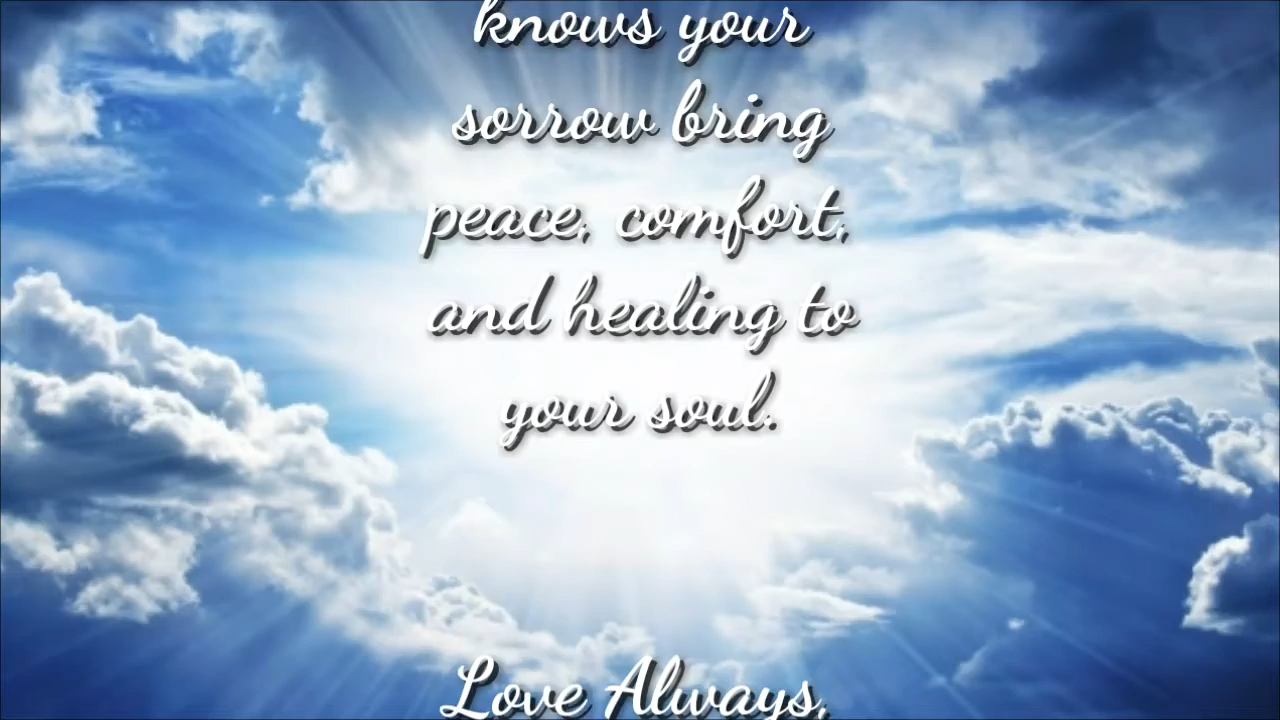 knows your
sorrow bring
peace, comfort,
and healing to
your soul.
Love Always,